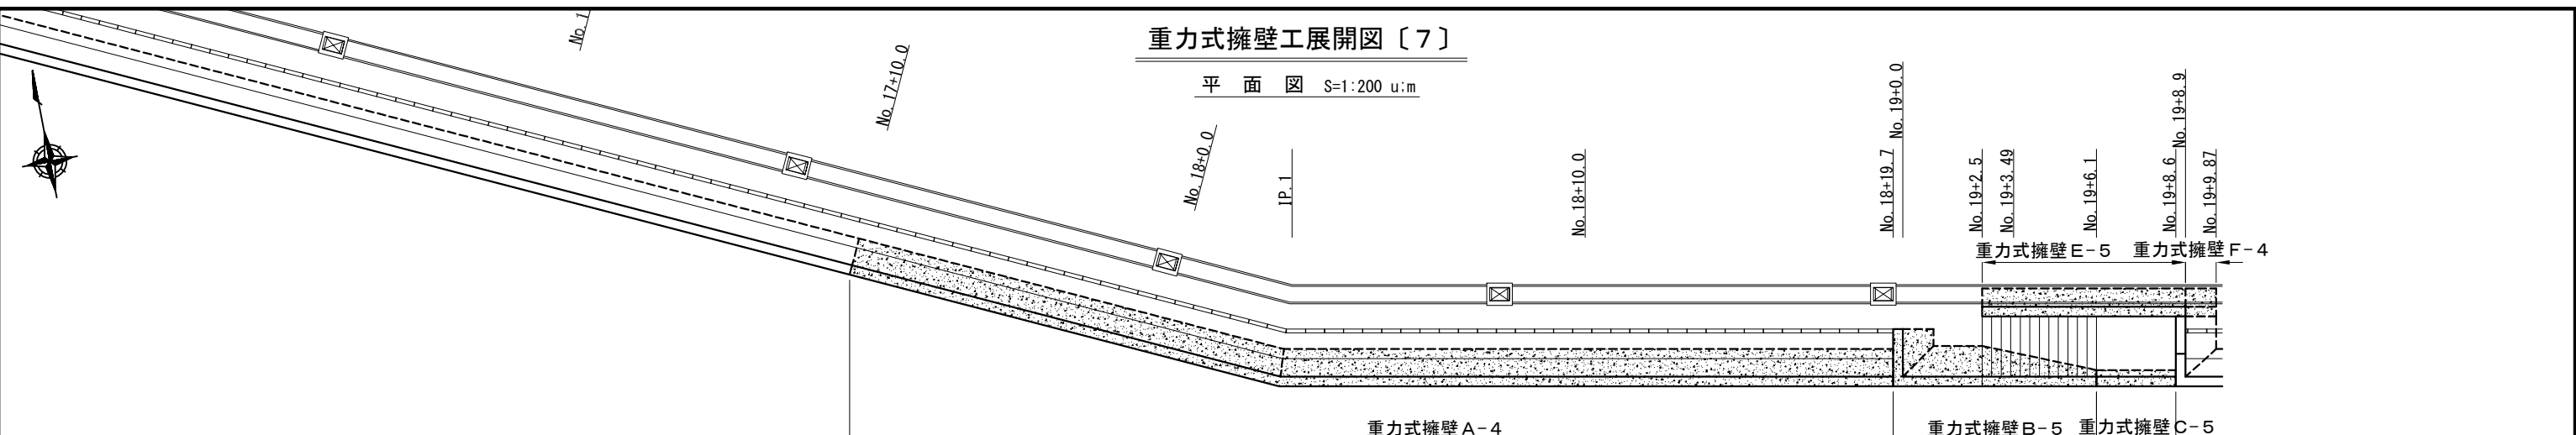 重力式擁壁工展開図〔７〕
平 面 図 S=1:200 u:m
No.1
No.17+10.0
No.18+0.0
IP.1
No.18+10.0
No.18+19.7
No.19+0.0
No.19+2.5
No.19+3.49
No.19+6.1
No.19+8.6
No.19+8.9
No.19+9.87
重力式擁壁Ｅ-５
重力式擁壁Ｆ-４
重力式擁壁Ａ-４
重力式擁壁Ｂ-５
重力式擁壁Ｃ-５